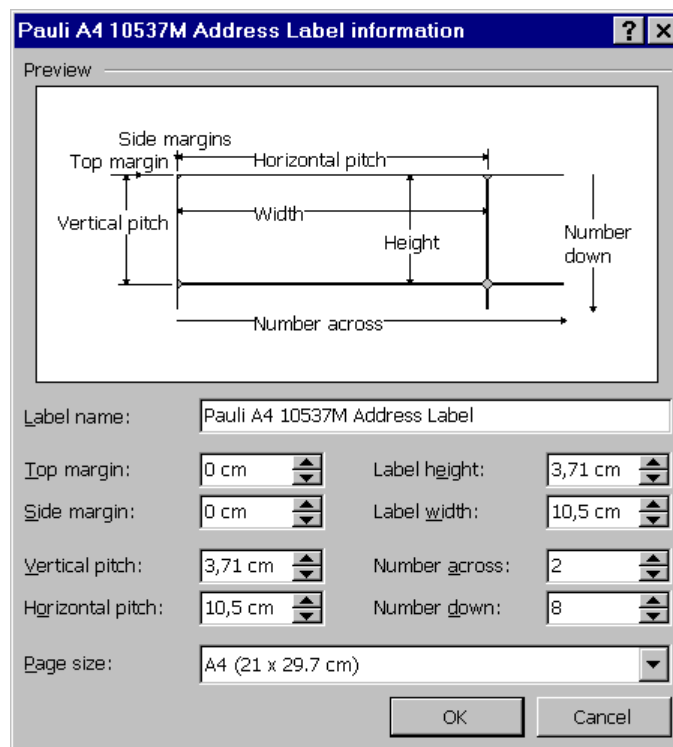 Pauli A4 10537M Address Label information
Preview
Side margins
Top margin
Horizontal pitch
Vertical pitch
Width
Height
Number
down
Number across
Label name: Pauli A4 10537M Address Label
Top margin: 0 cm Label height: 3,71 cm
Side margin: 0 cm Label width: 10,5 cm
Vertical pitch: 3,71 cm Number across: 2
Horizontal pitch: 10,5 cm Number down: 8
Page size: A4 (21 x 29.7 cm)
OK Cancel